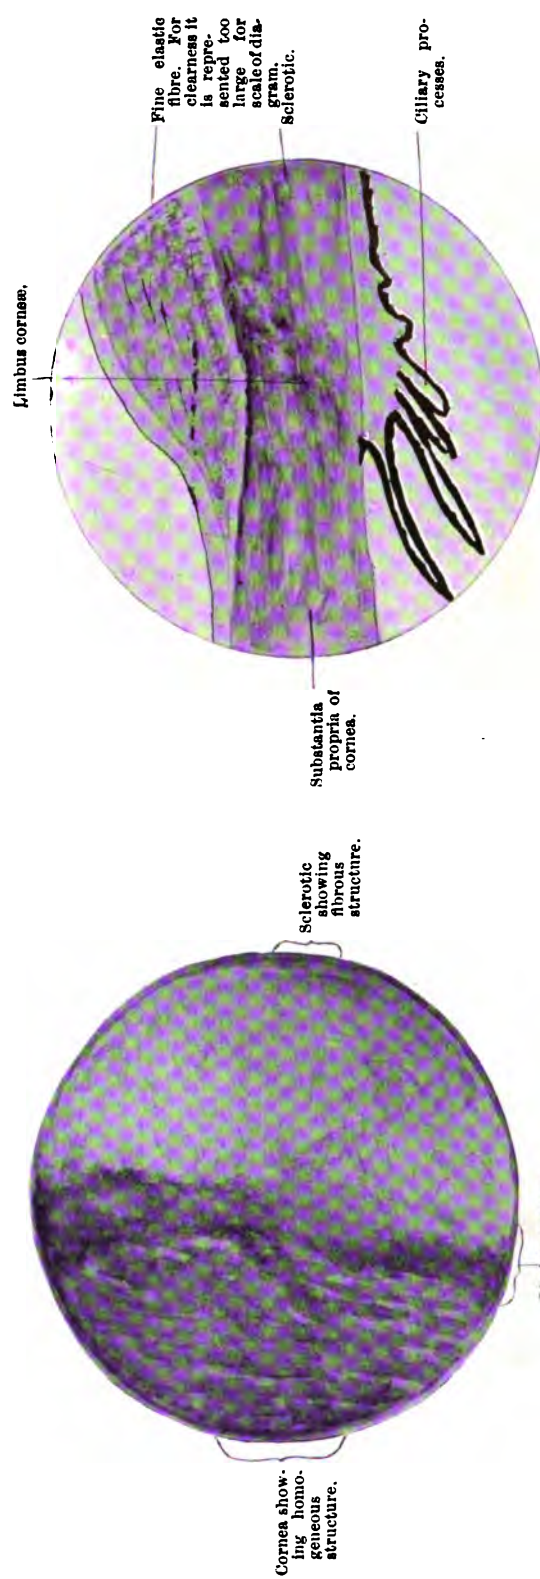 Cornea show-
ing homo-
geneous
structure.
Sclerotic
showing
fibrous
structure.
Limbus corneæ.
Fine elastic
fibre. For
clearness it
is repre-
sented too
large for
scale of dia-
gram.
Sclerotic.
Substantia
propria of
cornea.
Ciliary pro-
cesses.